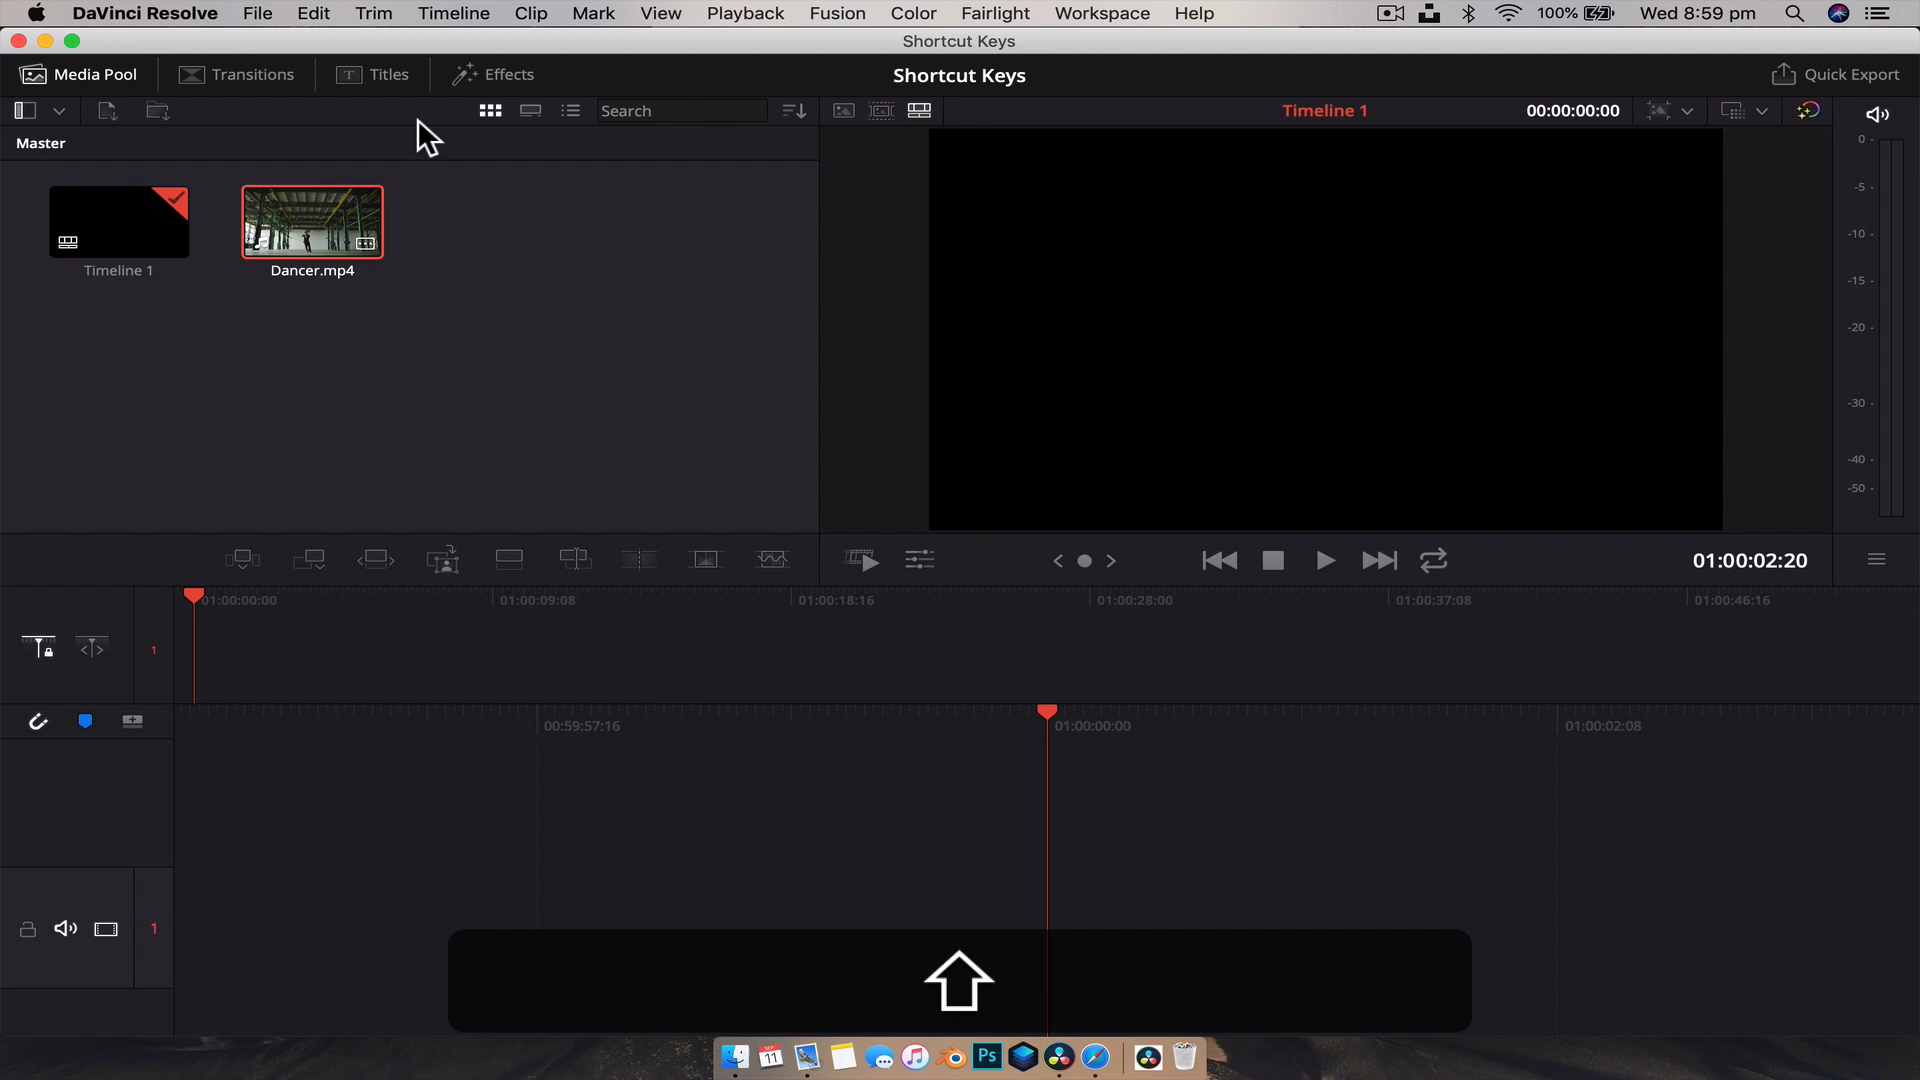 DaVinci Resolve File Edit Trim Timeline Clip Mark View Playback Color Fusion Fairlight Workspace Help 100% Wed 8:59 pm
Shortcut Keys
Media Pool Transitions Titles Effects Shortcut Keys Quick Export
Search Timeline 1 00:00:00:00
Master
0
-5
-10
-15
-20
-30
-40
-50
Timeline 1 Dancer.mp4
01:00:02:20
01:00:00:00 01:00:09:08 01:00:18:16 01:00:28:00 01:00:37:08 01:00:46:16
1
00:59:57:16 01:00:00:00 01:00:02:08
1
SEP
11
Ps